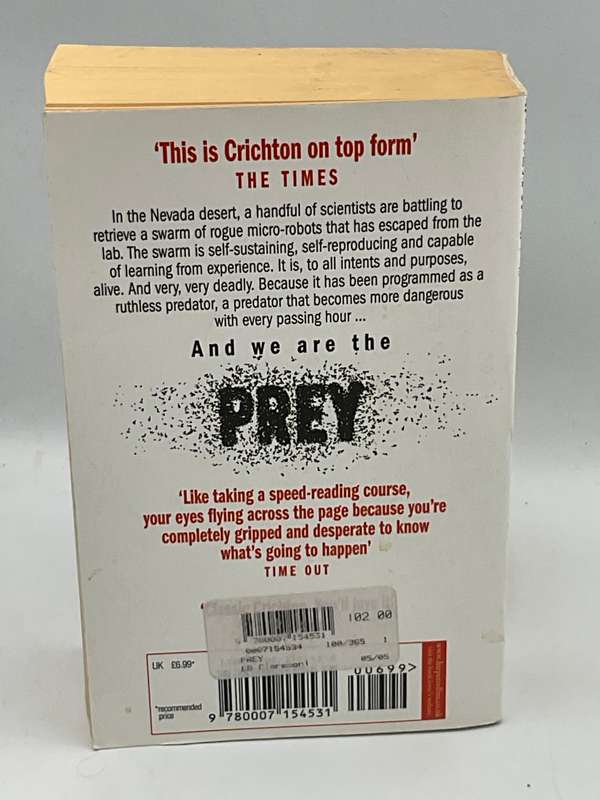 ‘This is Crichton on top form’
THE TIMES
In the Nevada desert, a handful of scientists are battling to
retrieve a swarm of rogue micro-robots that has escaped from the
lab. The swarm is self-sustaining, self-reproducing and capable
of learning from experience. It is, to all intents and purposes,
alive. And very, very deadly. Because it has been programmed as a
ruthless predator, a predator that becomes more dangerous
with every passing hour ...
And we are the
PREY
‘Like taking a speed-reading course,
your eyes flying across the page because you’re
completely gripped and desperate to know
what’s going to happen’
TIME OUT
102 00
0007154534 100/365 1
PREY 05/05
UK £6.99*
00699>
*recommended
price
9 780007 154531